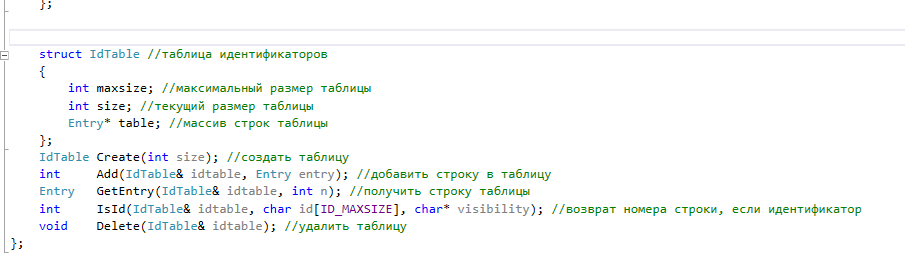 };
struct IdTable //таблица идентификаторов
{
int maxsize; //максимальный размер таблицы
int size; //текущий размер таблицы
Entry* table; //массив строк таблицы
};
IdTable Create(int size); //создать таблицу
int Add(IdTable& idtable, Entry entry); //добавить строку в таблицу
Entry GetEntry(IdTable& idtable, int n); //получить строку таблицы
int IsId(IdTable& idtable, char id[ID_MAXSIZE], char* visibility); //возврат номера строки, если идентификатор
void Delete(IdTable& idtable); //удалить таблицу
};